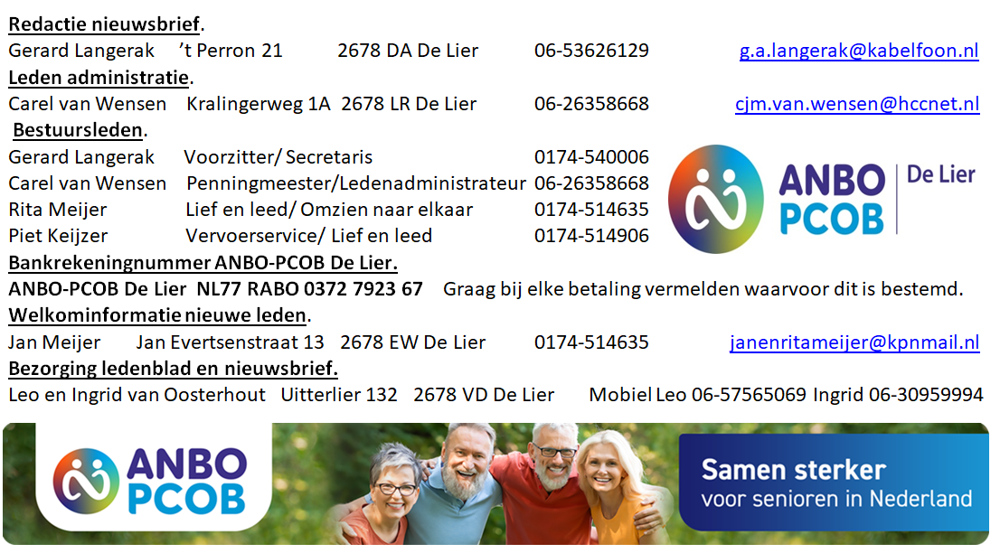 Redactie nieuwsbrief.
Gerard Langerak ’t Perron 21 2678 DA De Lier 06-53626129 g.a.langerak@kabelfoon.nl
Leden administratie.
Carel van Wensen Kralingerweg 1A 2678 LR De Lier 06-26358668 cjm.van.wensen@hccnet.nl
Bestuursleden.
Gerard Langerak Voorzitter/ Secretaris 0174-540006
Carel van Wensen Penningmeester/Ledenadministrateur 06-26358668
Rita Meijer Lief en leed/ Omzien naar elkaar 0174-514635
Piet Keijzer Vervoerservice/ Lief en leed 0174-514906
ANBO
PCOB
De Lier
Bankrekeningnummer ANBO-PCOB De Lier.
ANBO-PCOB De Lier NL77 RABO 0372 7923 67 Graag bij elke betaling vermelden waarvoor dit is bestemd.
Welkominformatie nieuwe leden.
Jan Meijer Jan Evertsenstraat 13 2678 EW De Lier 0174-514635 janenritameijer@kpnmail.nl
Bezorging ledenblad en nieuwsbrief.
Leo en Ingrid van Oosterhout Uitterlier 132 2678 VD De Lier Mobiel Leo 06-57565069 Ingrid 06-30959994
ANBO
PCOB
Samen sterker
voor senioren in Nederland